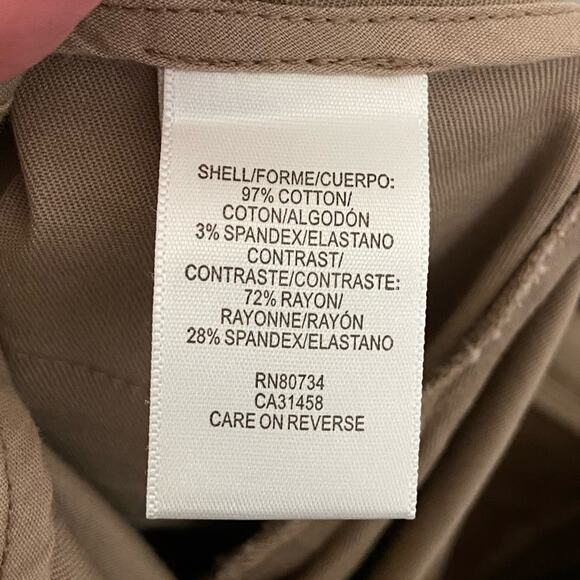 SHELL/FORME/CUERPO:
97% COTTON/
COTON/ALGODÓN
3% SPANDEX/ELASTANO
CONTRAST/
CONTRASTE/CONTRASTE:
72% RAYON/
RAYONNE/RAYÓN
28% SPANDEX/ELASTANO
RN80734
CA31458
CARE ON REVERSE